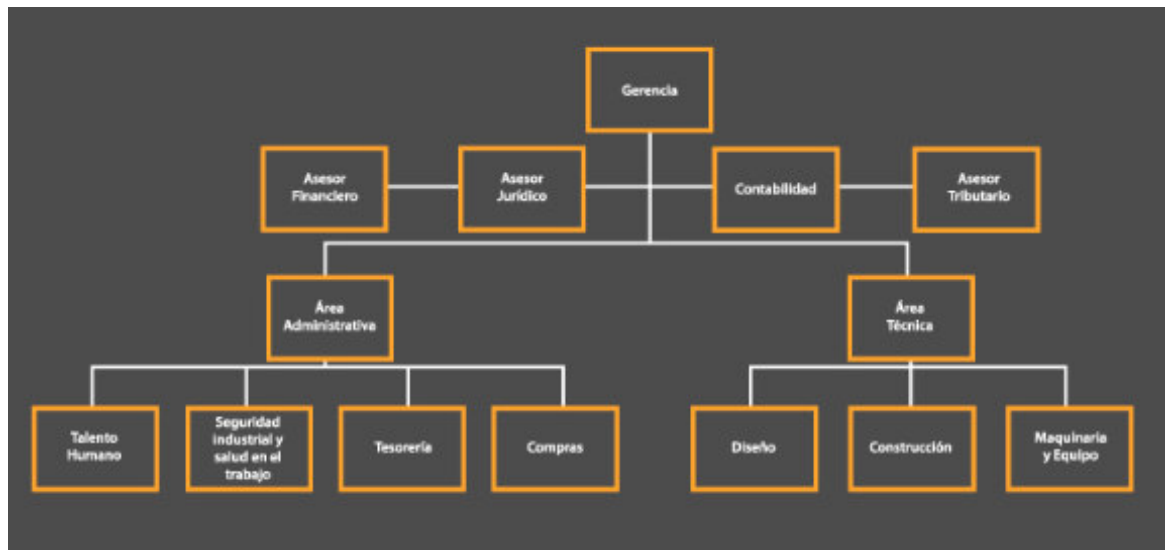 Gerencia
Asesor
Financiero
Asesor
Jurídico
Contabilidad
Asesor
Tributario
Área
Administrativa
Área
Técnica
Talento
Humano
Seguridad
industrial y
salud en el
trabajo
Tesorería
Compras
Diseño
Construcción
Maquinaria
y Equipo